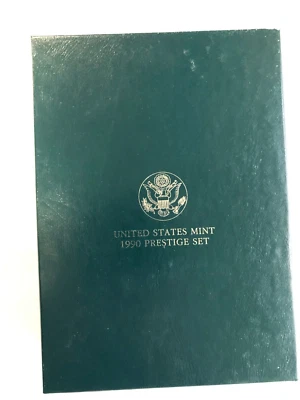 UNITED STATES MINT
1990 PRESTIGE SET